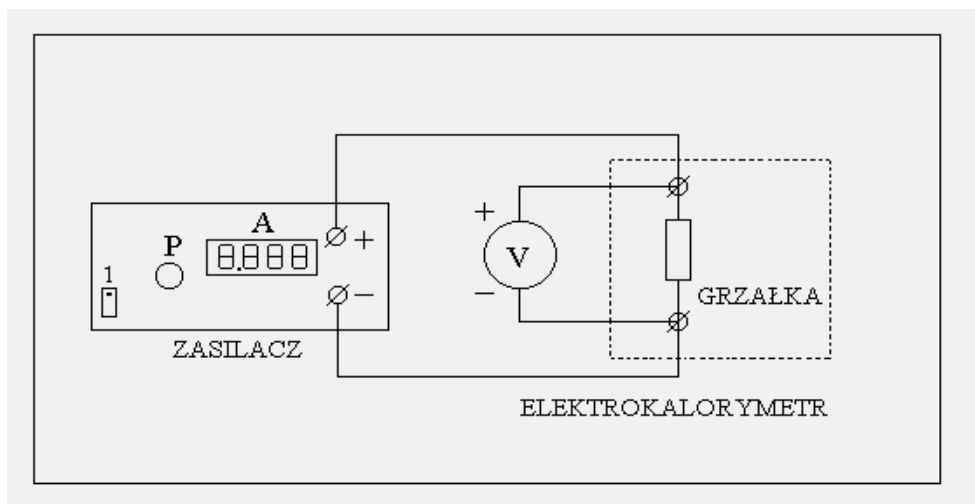 A
P
8.888
1
+
−
ZASILACZ
+
V
−
GRZAŁKA
ELEKTROKALORYMETR